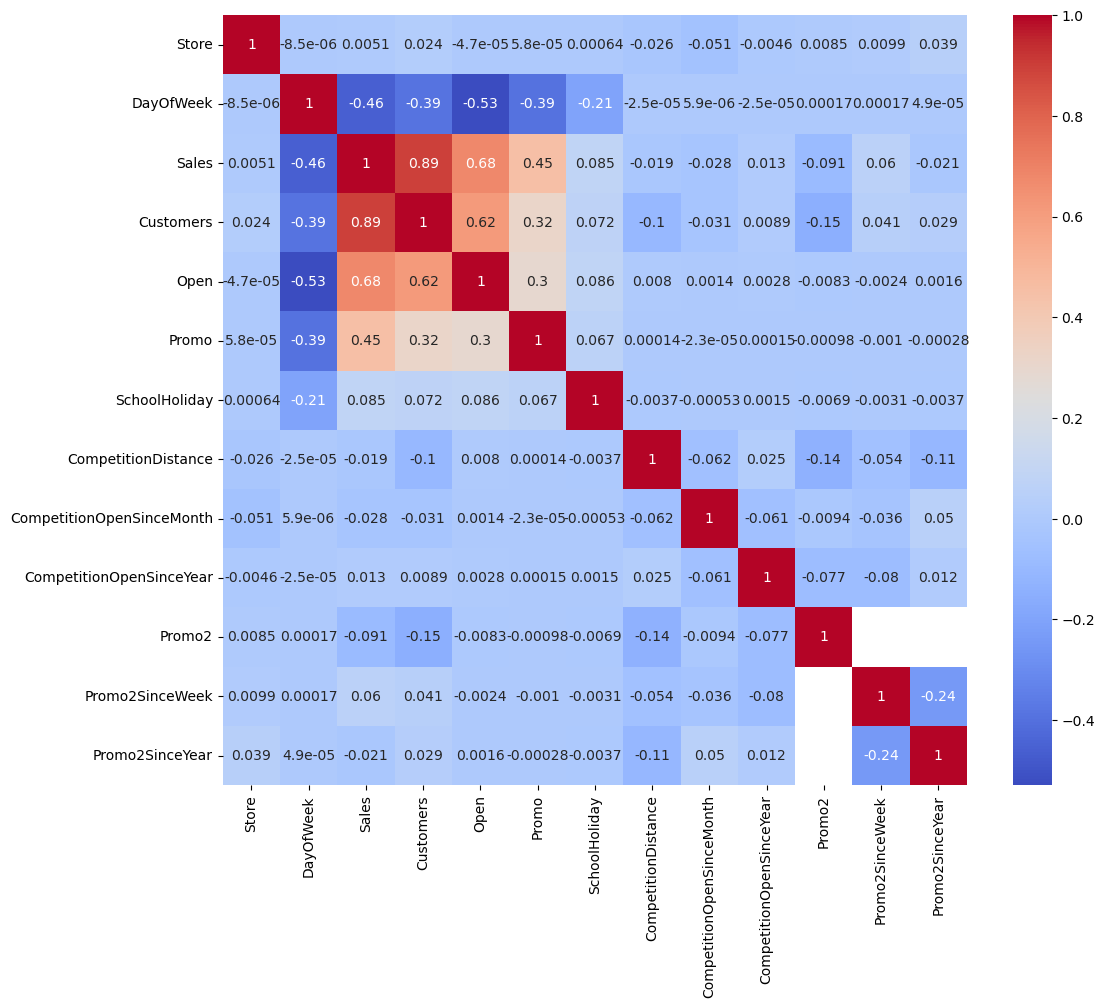 Store 1 -8.5e-06 0.0051 0.024 -4.7e-05 5.8e-05 0.00064 -0.026 -0.051 -0.0046 0.0085 0.0099 0.039
DayOfWeek -8.5e-06 1 -0.46 -0.39 -0.53 -0.39 -0.21 -2.5e-05 5.9e-06 -2.5e-05 0.00017 0.00017 4.9e-05
Sales 0.0051 -0.46 1 0.89 0.68 0.45 0.085 -0.019 -0.028 0.013 -0.091 0.06 -0.021
Customers 0.024 -0.39 0.89 1 0.62 0.32 0.072 -0.1 -0.031 0.0089 -0.15 0.041 0.029
Open -4.7e-05 -0.53 0.68 0.62 1 0.3 0.086 0.008 0.0014 0.0028 -0.0083 -0.0024 0.0016
Promo 5.8e-05 -0.39 0.45 0.32 0.3 1 0.067 0.00014 -2.3e-05 0.00015 -0.00098 -0.001 -0.00028
SchoolHoliday 0.00064 -0.21 0.085 0.072 0.086 0.067 1 -0.0037 -0.00053 0.0015 -0.0069 -0.0031 -0.0037
CompetitionDistance -0.026 -2.5e-05 -0.019 -0.1 0.008 0.00014 -0.0037 1 -0.062 0.025 -0.14 -0.054 -0.11
CompetitionOpenSinceMonth -0.051 5.9e-06 -0.028 -0.031 0.0014 -2.3e-05 -0.00053 -0.062 1 -0.061 -0.0094 -0.036 0.05
CompetitionOpenSinceYear -0.0046 -2.5e-05 0.013 0.0089 0.0028 0.00015 0.0015 0.025 -0.061 1 -0.077 -0.08 0.012
Promo2 0.0085 0.00017 -0.091 -0.15 -0.0083 -0.00098 -0.0069 -0.14 -0.0094 -0.077 1
Promo2SinceWeek 0.0099 0.00017 0.06 0.041 -0.0024 -0.001 -0.0031 -0.054 -0.036 -0.08 1 -0.24
Promo2SinceYear 0.039 4.9e-05 -0.021 0.029 0.0016 -0.00028 -0.0037 -0.11 0.05 0.012 -0.24 1
Store
DayOfWeek
Sales
Customers
Open
Promo
SchoolHoliday
CompetitionDistance
CompetitionOpenSinceMonth
CompetitionOpenSinceYear
Promo2
Promo2SinceWeek
Promo2SinceYear
1.0
0.8
0.6
0.4
0.2
0.0
−0.2
−0.4